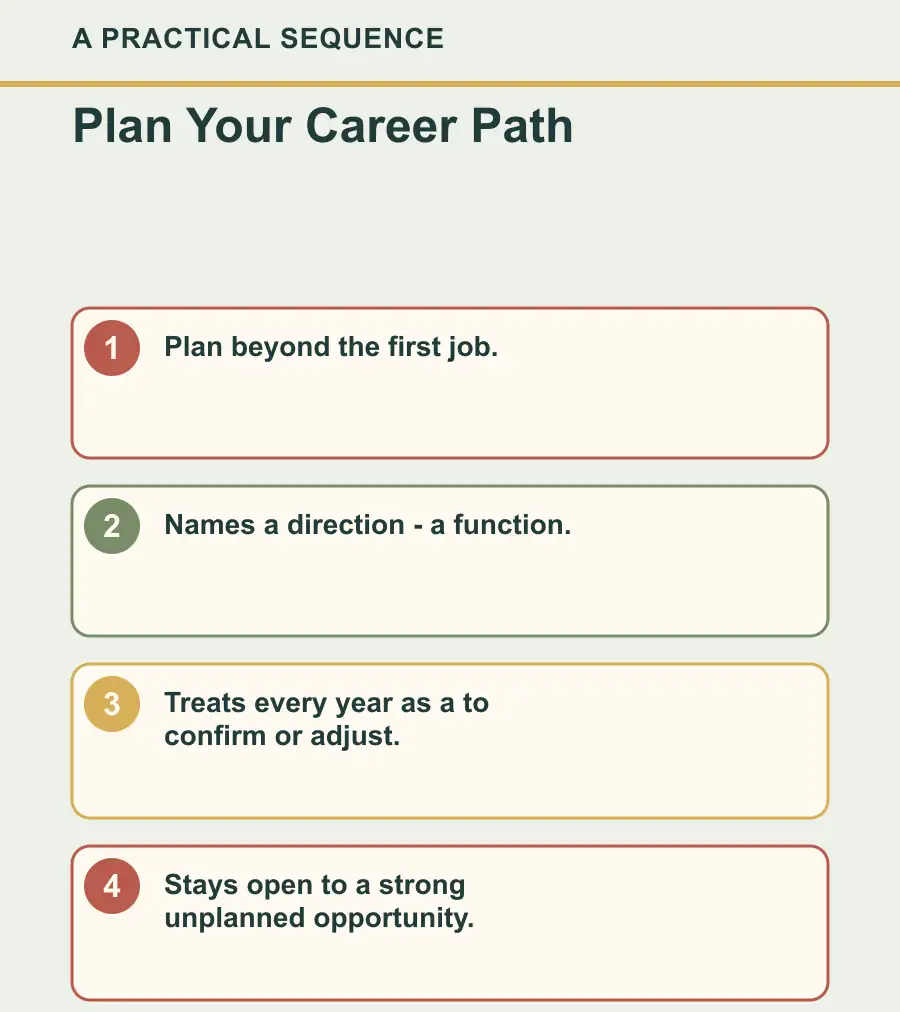 A PRACTICAL SEQUENCE
Plan Your Career Path
1
Plan beyond the first job.
2
Names a direction - a function.
3
Treats every year as a to
confirm or adjust.
4
Stays open to a strong
unplanned opportunity.